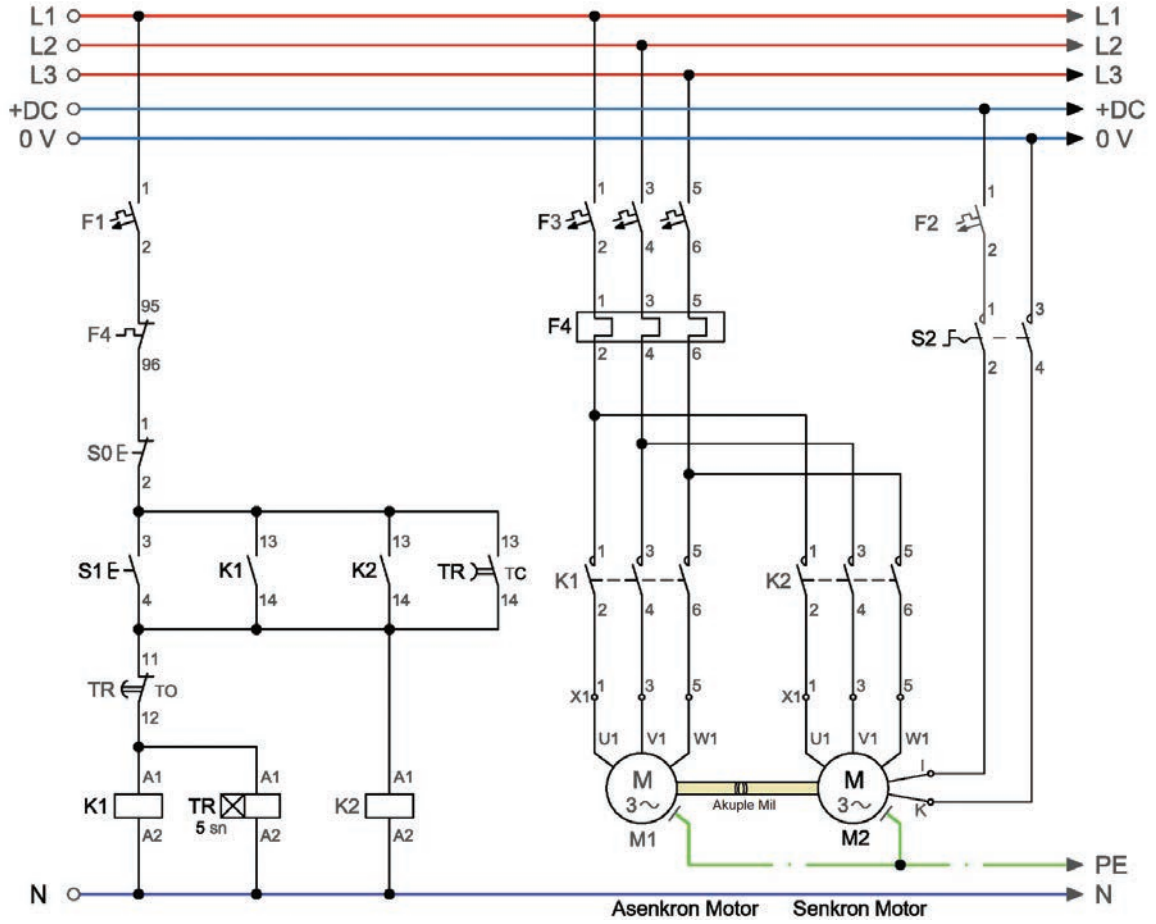 L1 L1
L2 L2
L3 L3
+DC +DC
0 V 0 V
1 1 3 5 1
F1 F3 F2
2 2 4 6 2
95 1 3 5 1 3
F4 F4 S2
96 2 4 6 2 4
1
S0
2
3 13 13 13 1 3 5 1 3 5
S1 K1 K2 TR TC K1 K2
4 14 14 14 2 4 6 2 4 6
11
TR TO X1 1 3 5 X1 1 3 5
12
U1 V1 W1 U1 V1 W1
A1 A1 A1 M M I
K1 TR K2 3~ Akuple Mil 3~ K
5 sn
A2 A2 A2 M1 M2
PE
N N
Asenkron Motor Senkron Motor